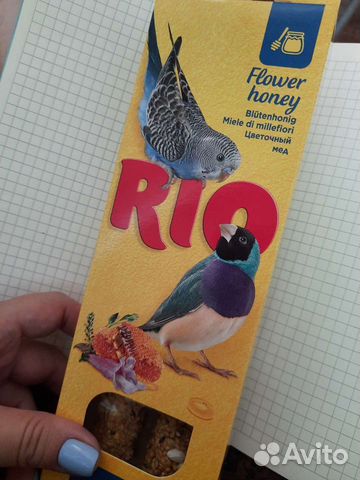 Flower
honey
Blütenhonig
Miele di millefiori
Цветочный
мед
RIO
Avito